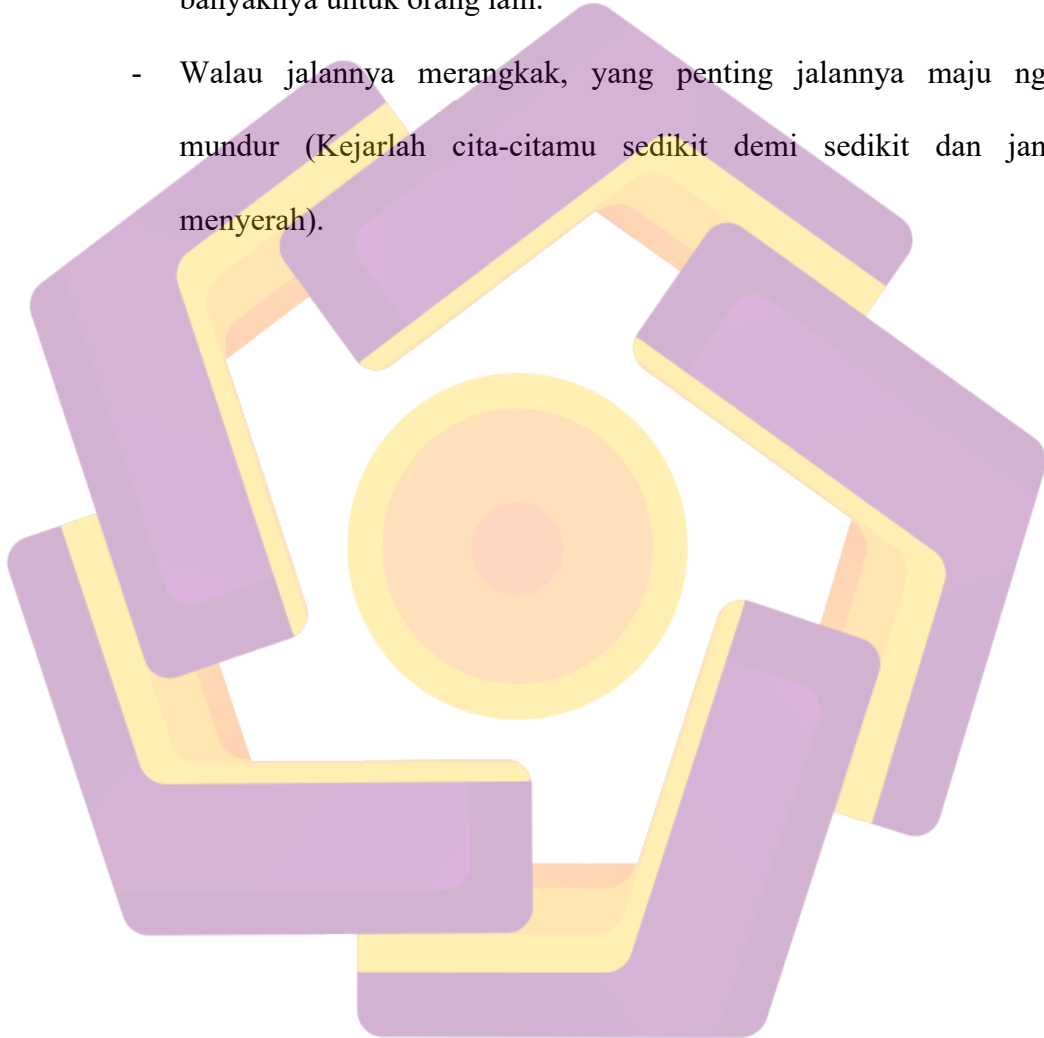 banyaknya untuk orang lain.
- Walau jalannya merangkak, yang penting jalannya maju ng
mundur (Kejarlah cita-citamu sedikit demi sedikit dan jan
menyerah).